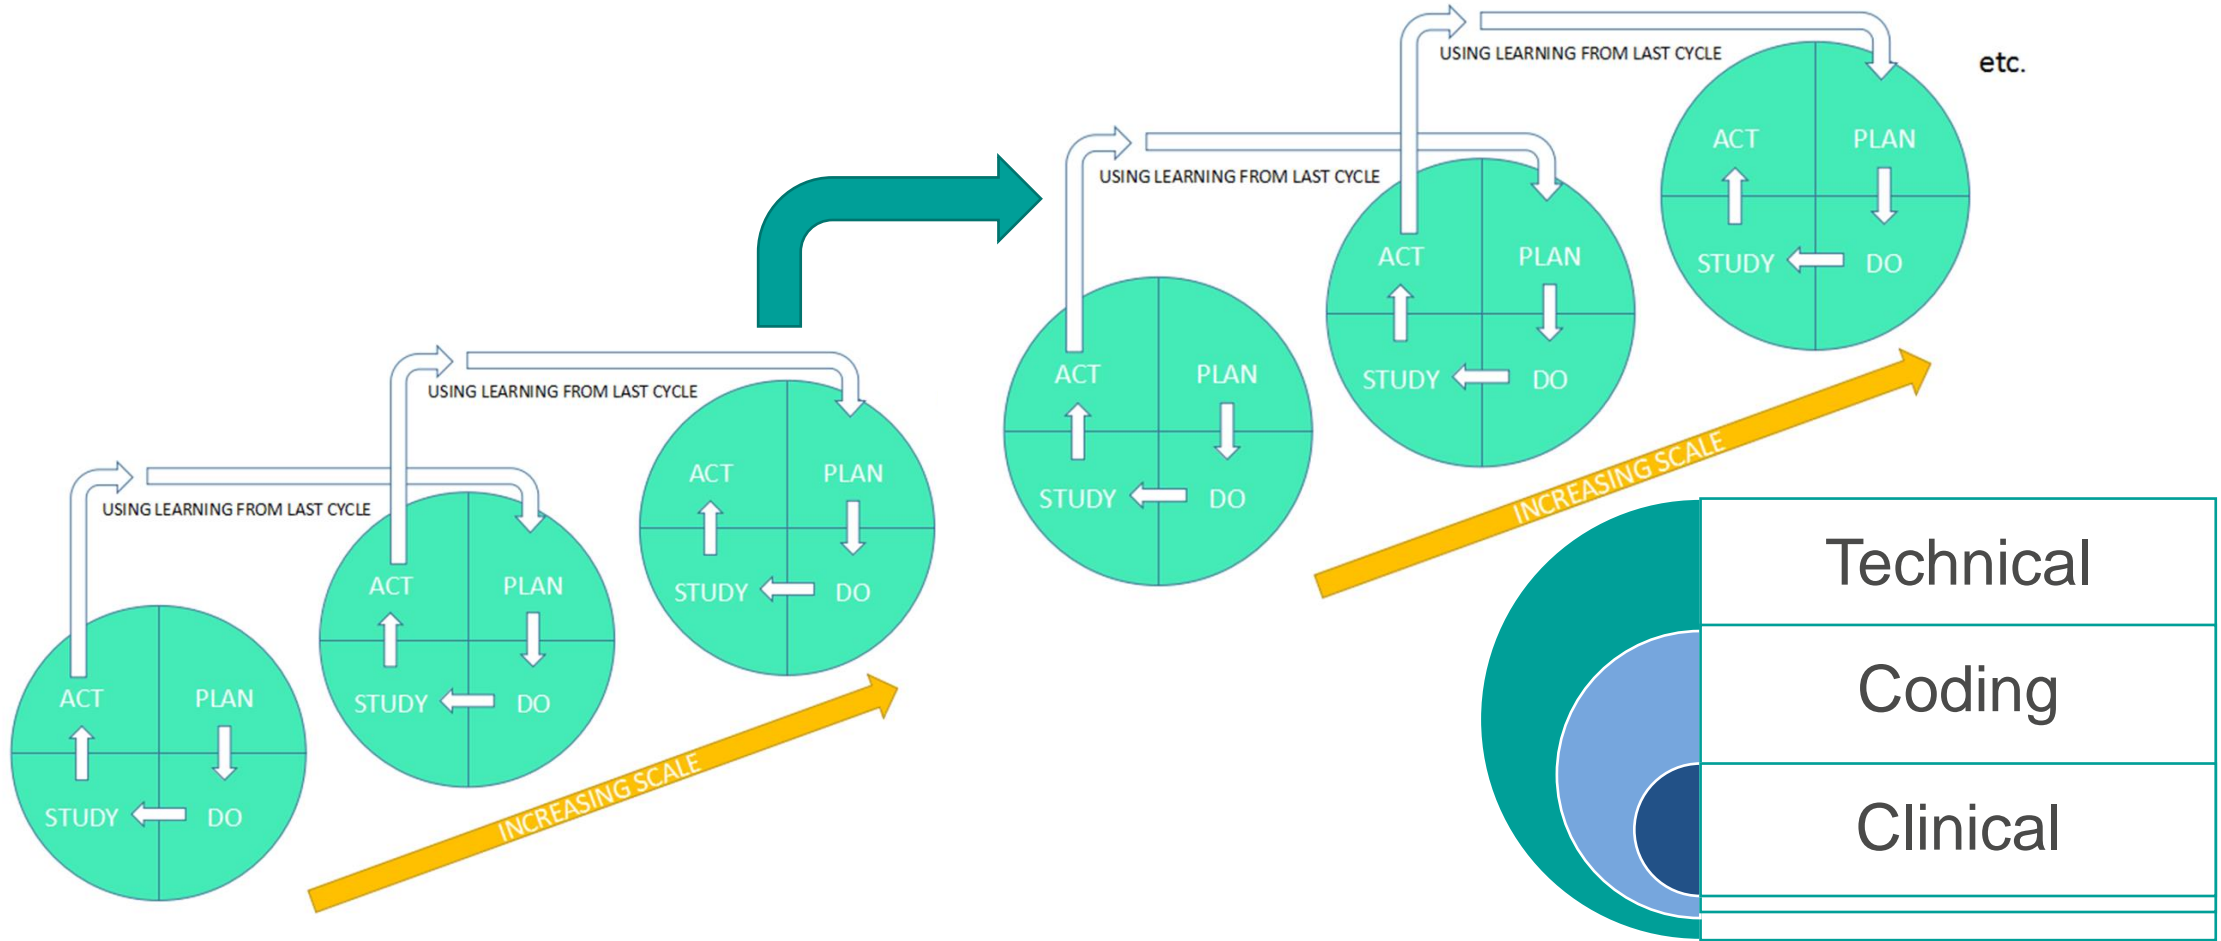 USING LEARNING FROM LAST CYCLE
etc.
ACT
PLAN
STUDY
DO
USING LEARNING FROM LAST CYCLE
ACT
PLAN
STUDY
DO
ACT
PLAN
STUDY
DO
INCREASING SCALE
USING LEARNING FROM LAST CYCLE
ACT
PLAN
STUDY
DO
USING LEARNING FROM LAST CYCLE
ACT
PLAN
STUDY
DO
ACT
PLAN
STUDY
DO
INCREASING SCALE
Technical
Coding
Clinical